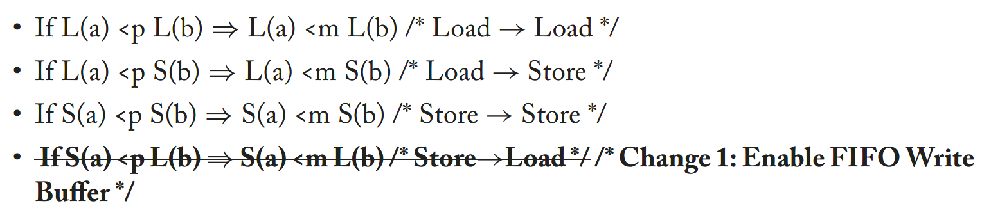 • If L(a) <p L(b) ⇒ L(a) <m L(b) /* Load → Load */
• If L(a) <p S(b) ⇒ L(a) <m S(b) /* Load → Store */
• If S(a) <p S(b) ⇒ S(a) <m S(b) /* Store → Store */
• If S(a) <p L(b) ⇒ S(a) <m L(b) /* Store→Load */ /* Change 1: Enable FIFO Write
Buffer */